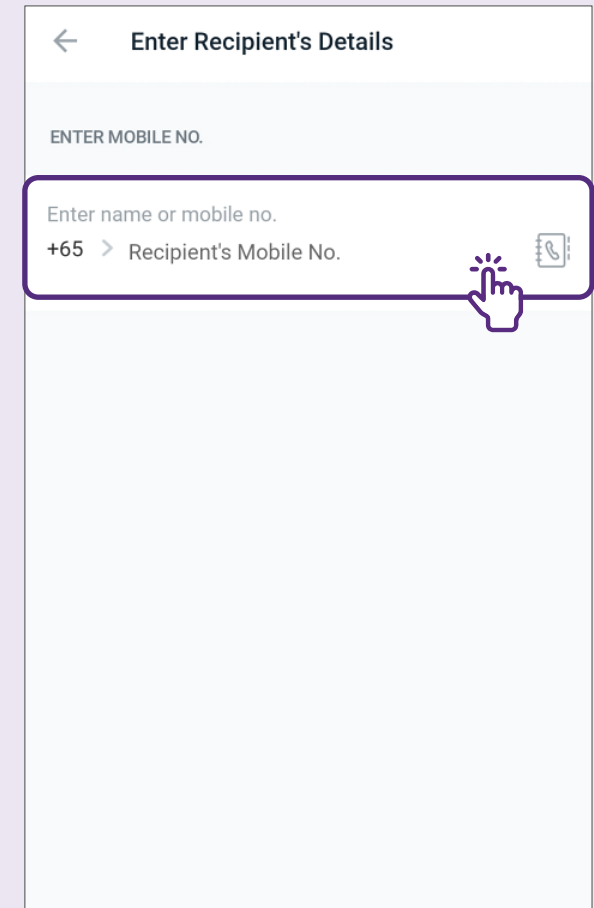 Enter Recipient's Details
ENTER MOBILE NO.
Enter name or mobile no.
+65 > Recipient's Mobile No.